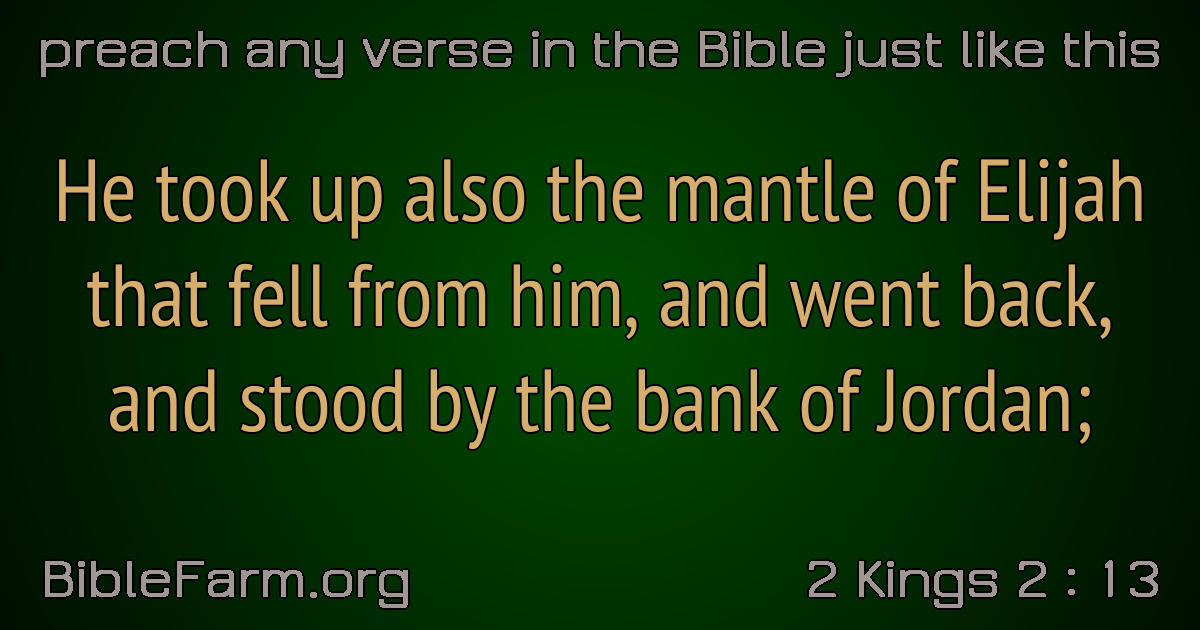 preach any verse in the Bible just like this
He took up also the mantle of Elijah
that fell from him, and went back,
and stood by the bank of Jordan;
BibleFarm.org
2 Kings 2 : 13